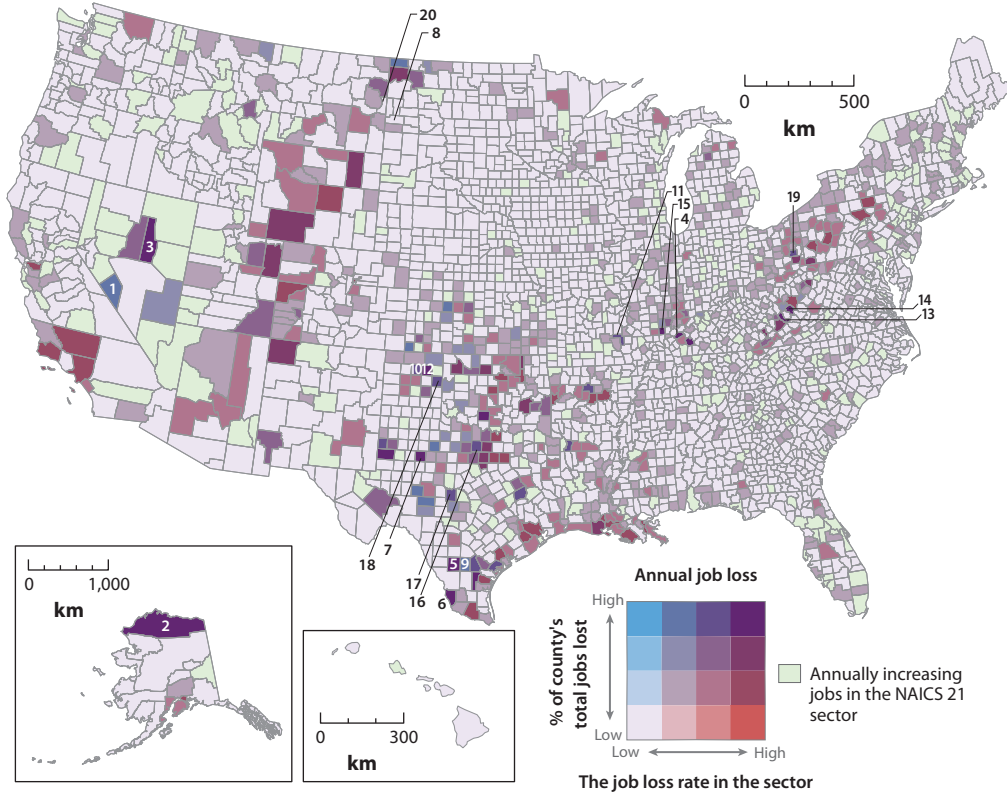 20
8
0 500
km
11
15
4
19
3
1
14
13
1012
7
18
17
16
5 9
6
0 1,000
km
2
0 300
km
Annual job loss
High
% of county's
total jobs lost
Low
Low High
The job loss rate in the sector
Annually increasing
jobs in the NAICS 21
sector